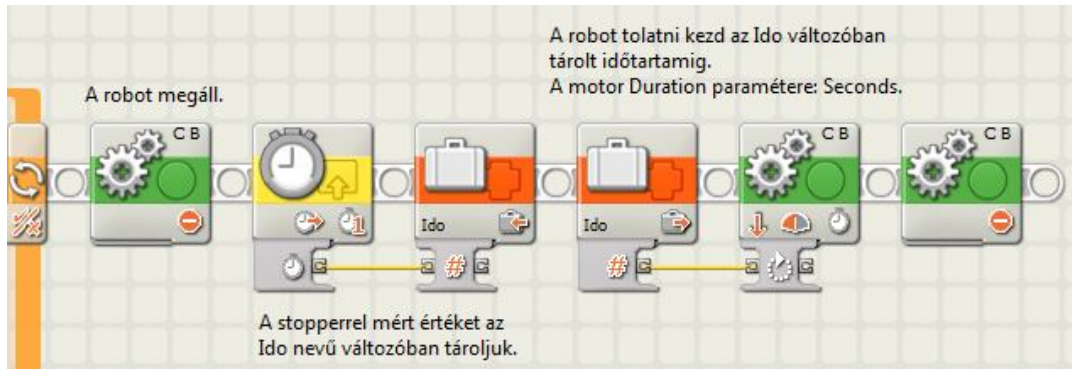 A robot tolatni kezd az Ido változóban
tárolt időtartamig.
A motor Duration paramétere: Seconds.
A robot megáll.
C B
C B
C B
1
Ido
Ido
#
#
A stopperrel mért értéket az
Ido nevű változóban tároljuk.